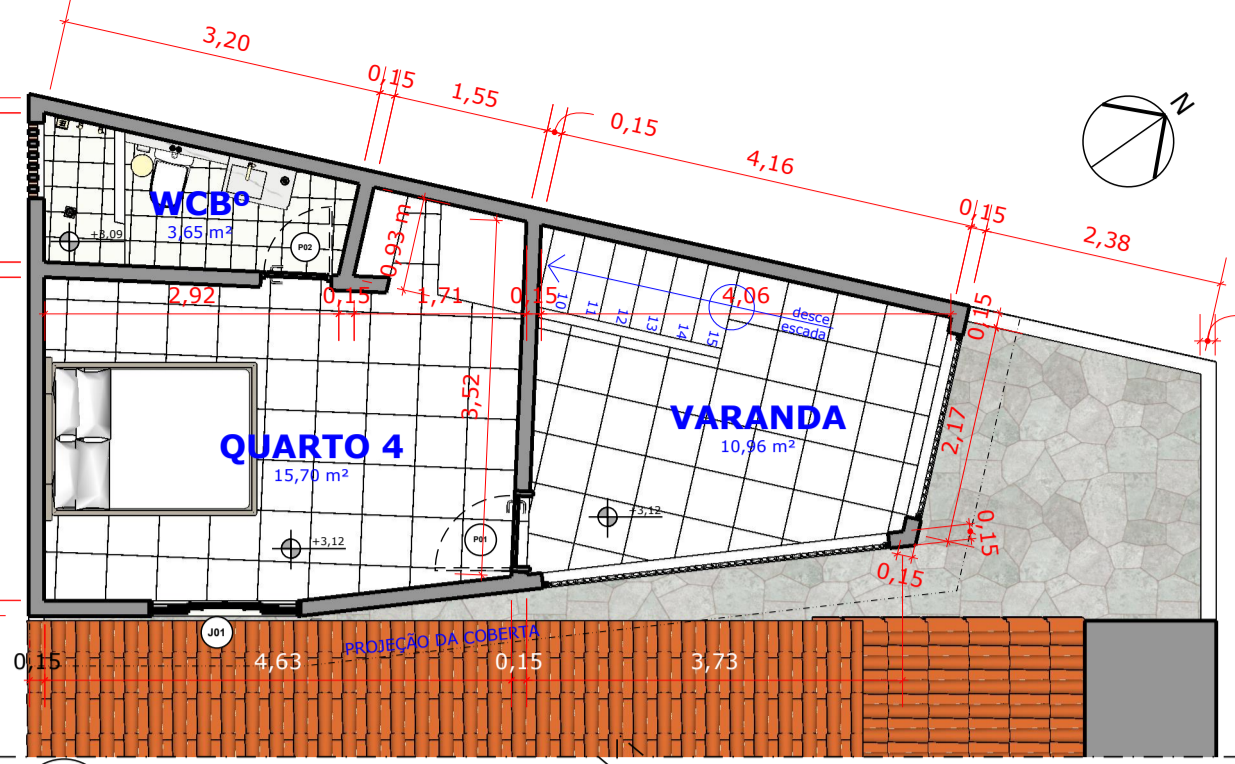 3,20
0,15
1,55
0,15
4,16
0,15
2,38
N
WCBº
3,65 m²
+3,09
P02
0,93 m
2,92
0,15
1,71
0,15
4,06
0,15
10
11
12
13
14
15
desce
escada
3,52
2,17
QUARTO 4
15,70 m²
VARANDA
10,96 m²
+3,12
+3,12
P01
0,15
0,15
J01
PROJEÇÃO DA COBERTA
0,15
4,63
0,15
3,73